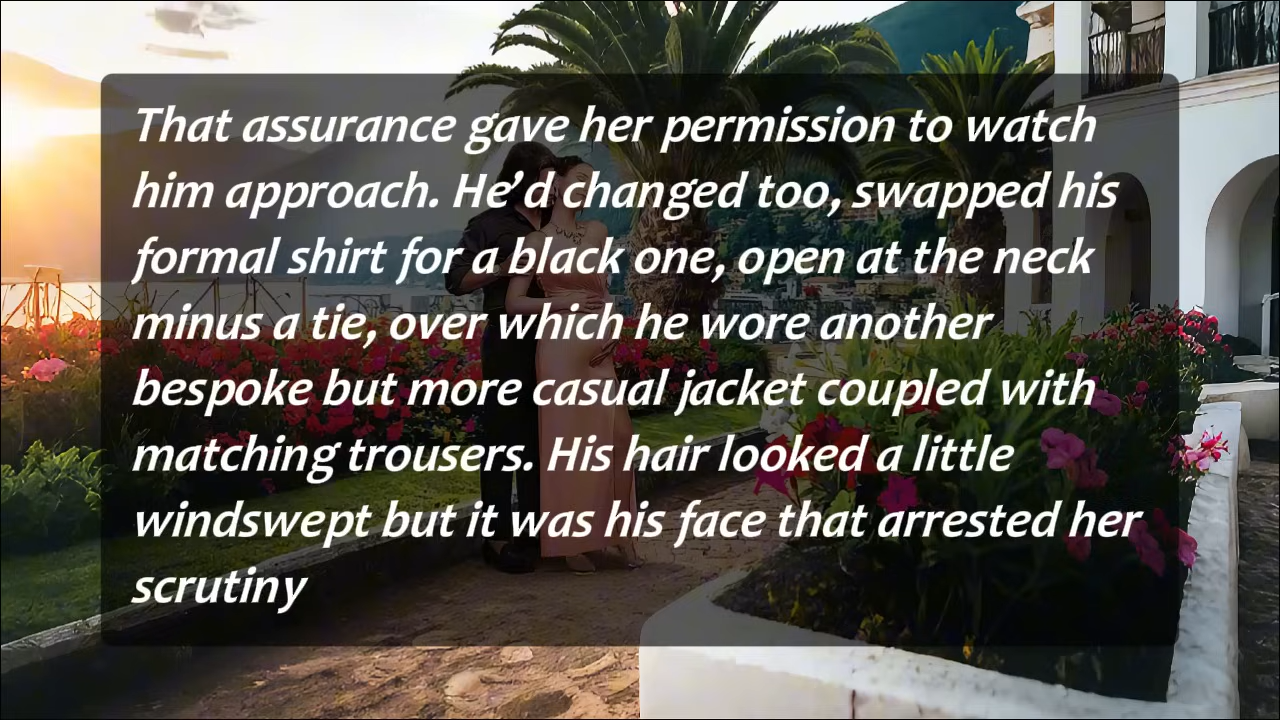 That assurance gave her permission to watch
him approach. He’d changed too, swapped his
formal shirt for a black one, open at the neck
minus a tie, over which he wore another
bespoke but more casual jacket coupled with
matching trousers. His hair looked a little
windswept but it was his face that arrested her
scrutiny